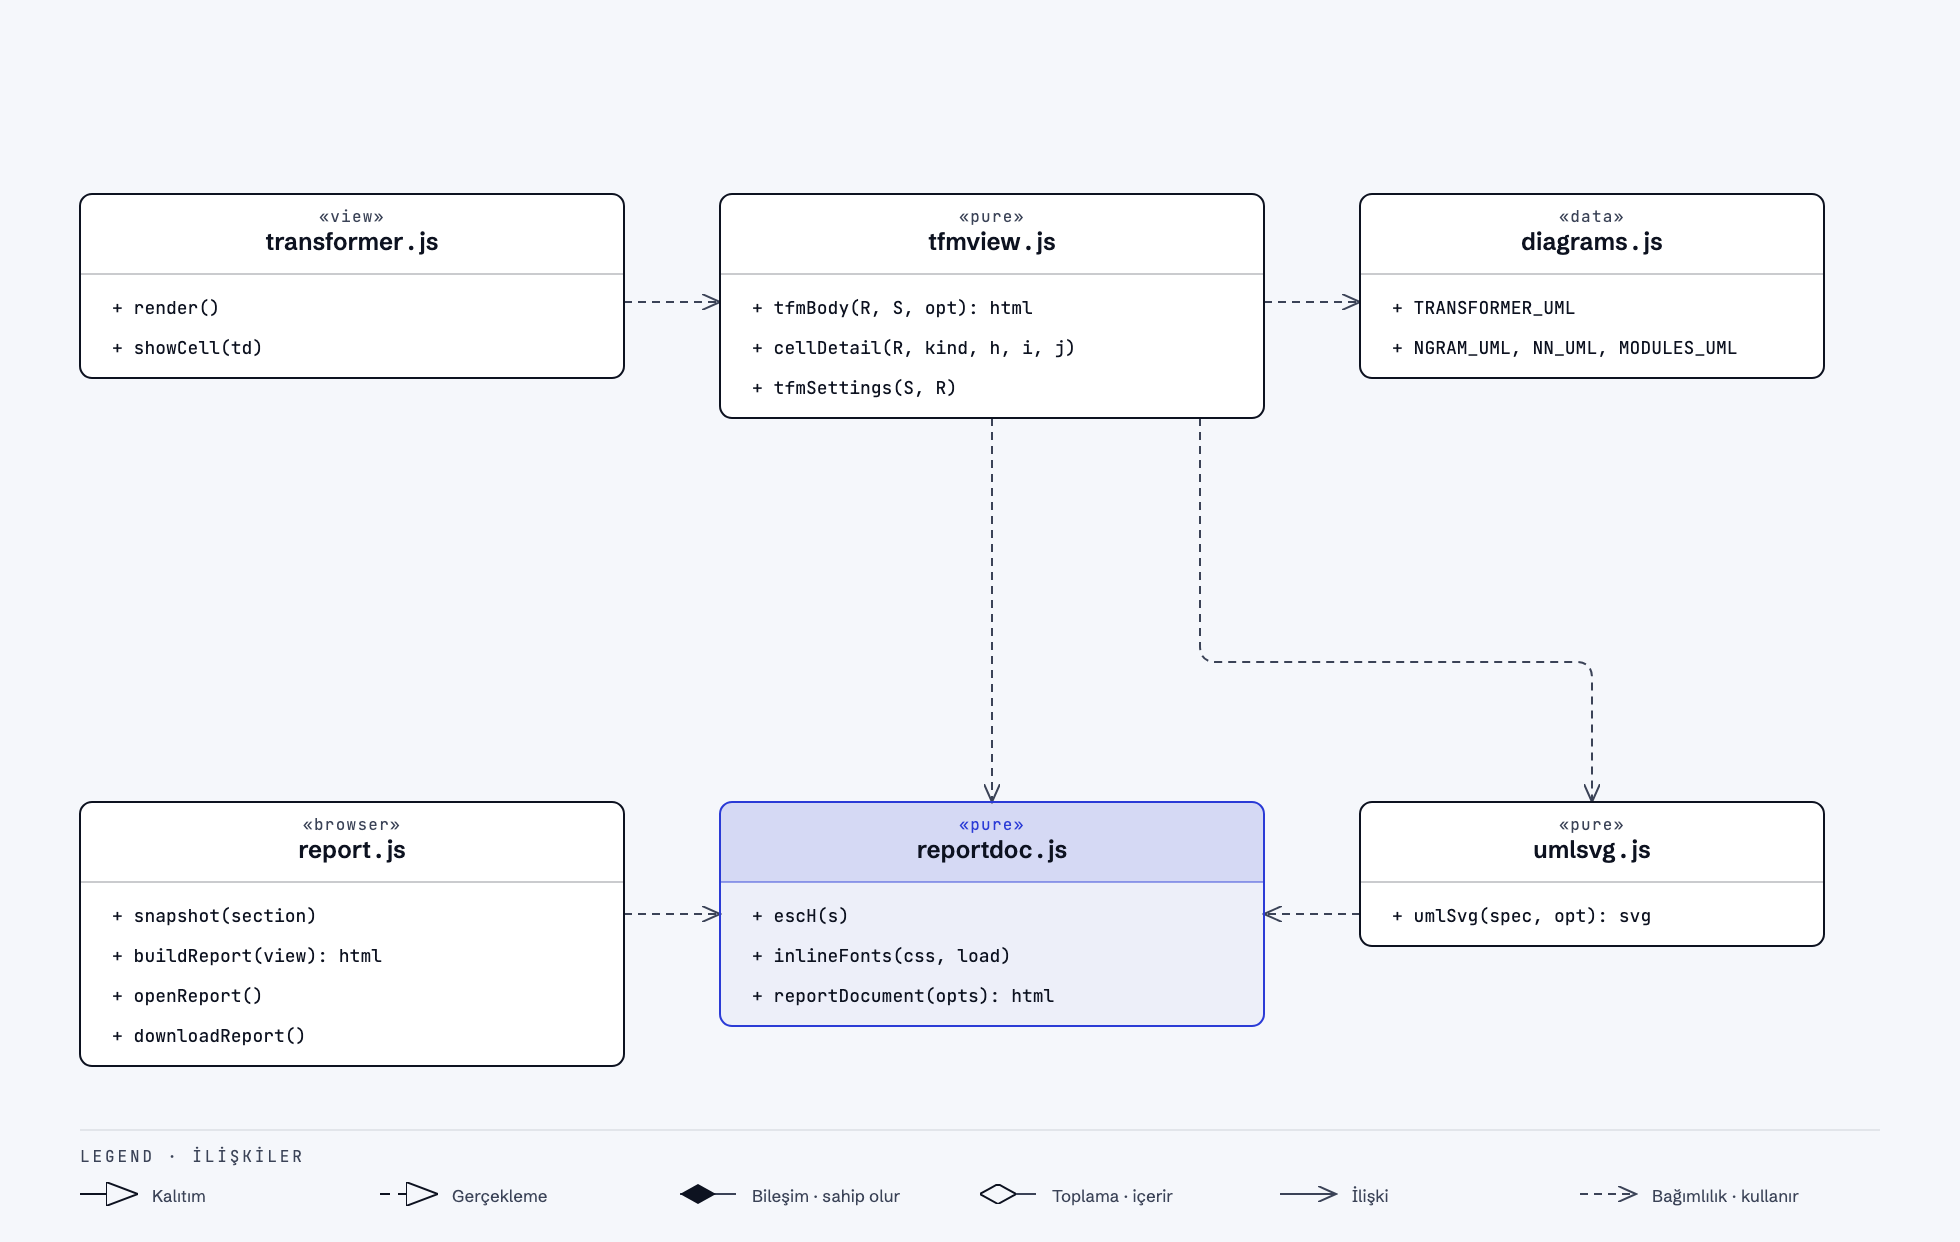 «view»
transformer.js
+ render()
+ showCell(td)
«pure»
tfmview.js
+ tfmBody(R, S, opt): html
+ cellDetail(R, kind, h, i, j)
+ tfmSettings(S, R)
«data»
diagrams.js
+ TRANSFORMER_UML
+ NGRAM_UML, NN_UML, MODULES_UML
«browser»
report.js
+ snapshot(section)
+ buildReport(view): html
+ openReport()
+ downloadReport()
«pure»
reportdoc.js
+ escH(s)
+ inlineFonts(css, load)
+ reportDocument(opts): html
«pure»
umlsvg.js
+ umlSvg(spec, opt): svg
LEGEND · İLİŞKİLER
Kalıtım
Gerçekleme
Bileşim · sahip olur
Toplama · içerir
İlişki
Bağımlılık · kullanır